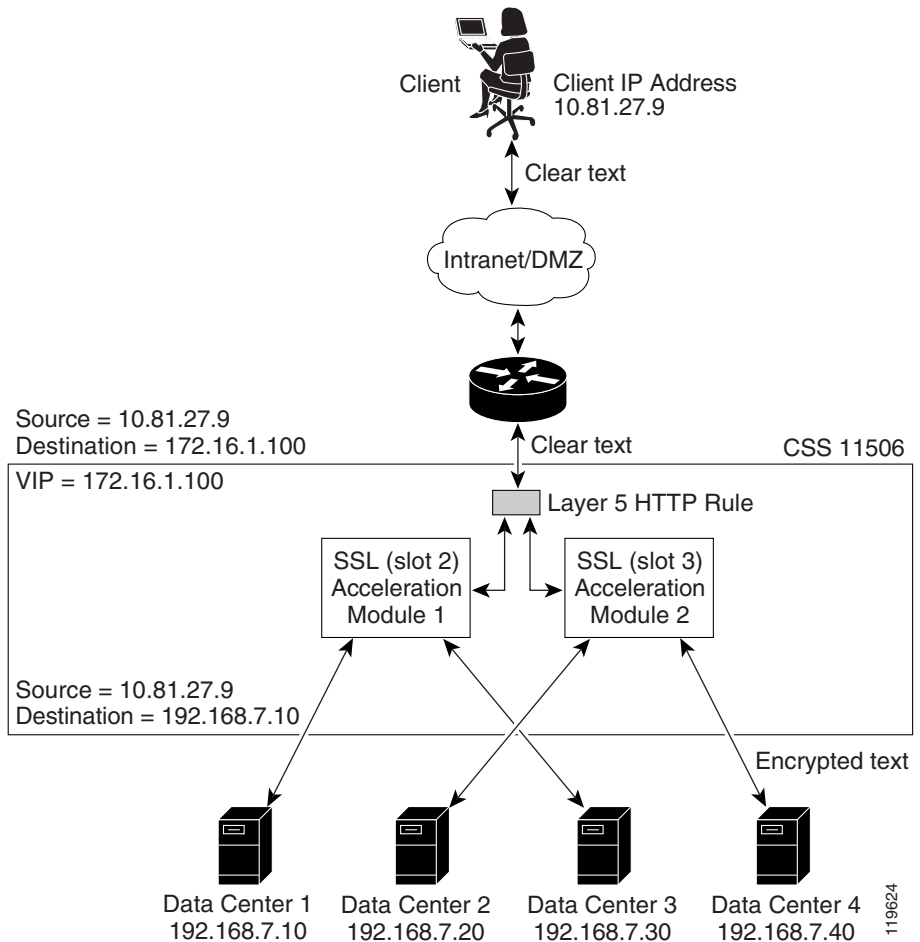 Client
Client IP Address
10.81.27.9
Clear text
Intranet/DMZ
Source = 10.81.27.9
Destination = 172.16.1.100
Clear text
CSS 11506
VIP = 172.16.1.100
Layer 5 HTTP Rule
SSL (slot 2)
Acceleration
Module 1
SSL (slot 3)
Acceleration
Module 2
Source = 10.81.27.9
Destination = 192.168.7.10
Encrypted text
Data Center 1
192.168.7.10
Data Center 2
192.168.7.20
Data Center 3
192.168.7.30
Data Center 4
192.168.7.40
119624